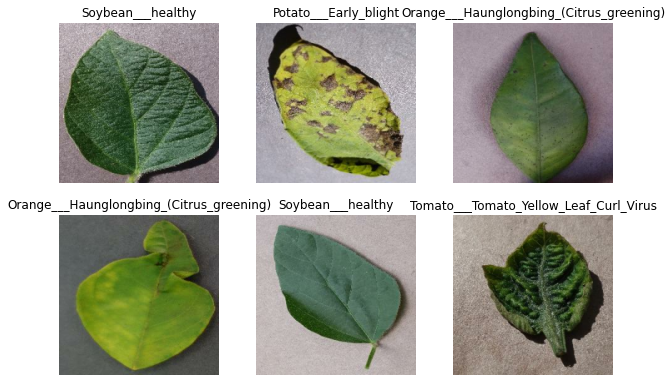 Soybean___healthy
Potato___Early_blight
Orange___Haunglongbing_(Citrus_greening)
Orange___Haunglongbing_(Citrus_greening)
Soybean___healthy
Tomato___Tomato_Yellow_Leaf_Curl_Virus